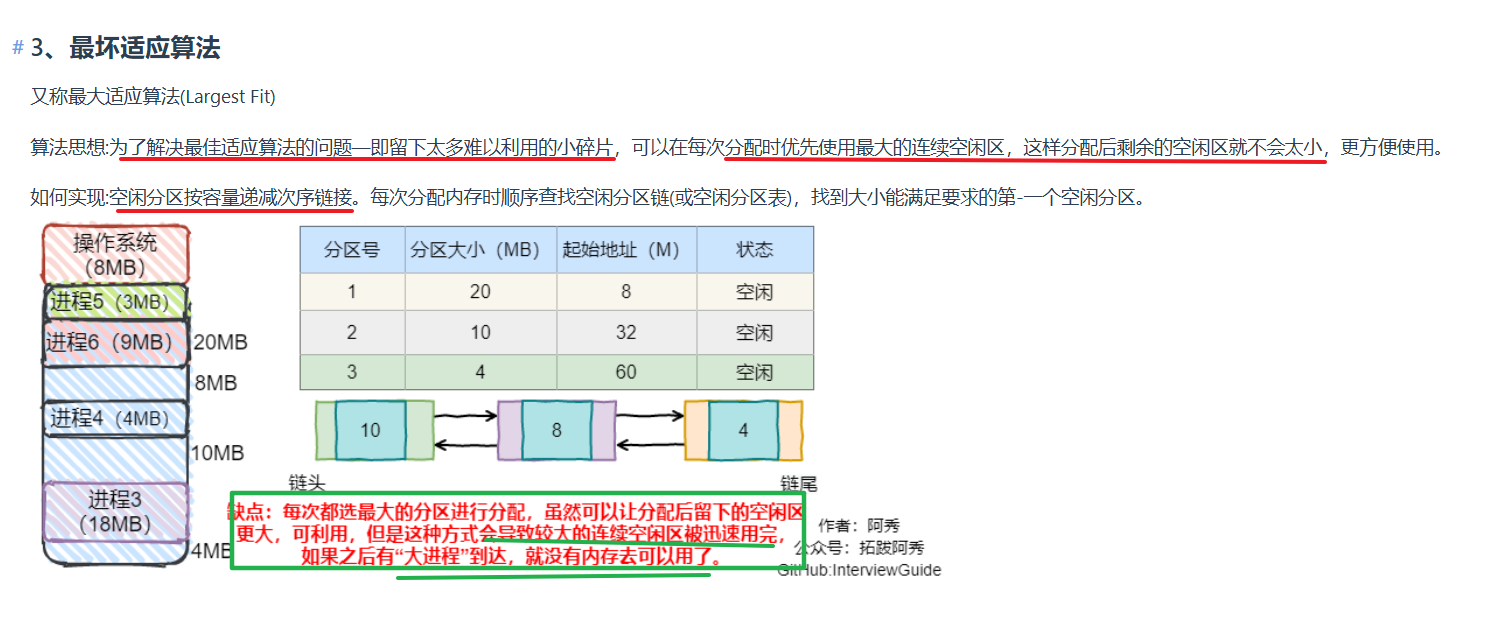 # 3、最坏适应算法
又称最大适应算法(Largest Fit)
算法思想:为了解决最佳适应算法的问题—即留下太多难以利用的小碎片，可以在每次分配时优先使用最大的连续空闲区，这样分配后剩余的空闲区就不会太小，更方便使用。
如何实现:空闲分区按容量递减次序链接。每次分配内存时顺序查找空闲分区链(或空闲分区表)，找到大小能满足要求的第-一个空闲分区。
操作系统
（8MB）
进程5（3MB）
进程6（9MB）
20MB
8MB
进程4（4MB）
10MB
进程3
（18MB）
4MB
分区号 分区大小（MB） 起始地址（M） 状态
1 20 8 空闲
2 10 32 空闲
3 4 60 空闲
10 8 4
链头 链尾
缺点：每次都选最大的分区进行分配，虽然可以让分配后留下的空闲区
更大，可利用，但是这种方式会导致较大的连续空闲区被迅速用完，
如果之后有“大进程”到达，就没有内存去可以用了。
作者：阿秀
公众号：拓跋阿秀
GitHub:InterviewGuide